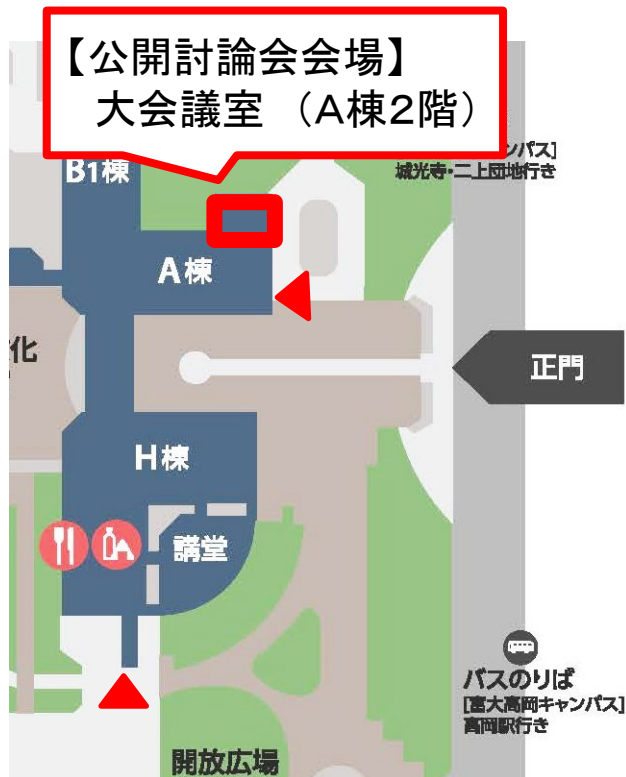 【公開討論会会場】
大会議室 （A棟2階）
ンパス]
城光寺・二上団地行き
B1棟
A棟
化
正門
H棟
講堂
バスのりば
[富大高岡キャンパス]
高岡駅行き
開放広場